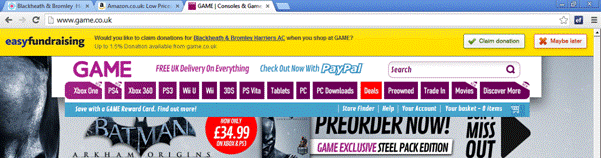 Blackheath & Bromley H
Amazon.co.uk: Low Prices
GAME | Consoles & Game
www.game.co.uk
easyfundraising
Would you like to claim donations for Blackheath & Bromley Harriers AC when you shop at GAME?
Up to 1.5% Donation available from game.co.uk
Claim donation
Maybe later
GAME
FREE UK Delivery On Everything
Check Out Now With PayPal
Search
Xbox One PS4 Xbox 360 PS3 Wii U Wii 3DS PS Vita Tablets PC PC Downloads Deals Preowned Trade In Movies Discover More
Save with a GAME Reward Card. Find out more!
Store Finder | Help | Your Account | Your basket - 0 items
BATMAN
ARKHAM ORIGINS
NOW ONLY
£34.99
ON XBOX & PS3
PREORDER NOW!
GAME EXCLUSIVE STEEL PACK EDITION
MISS
OUT